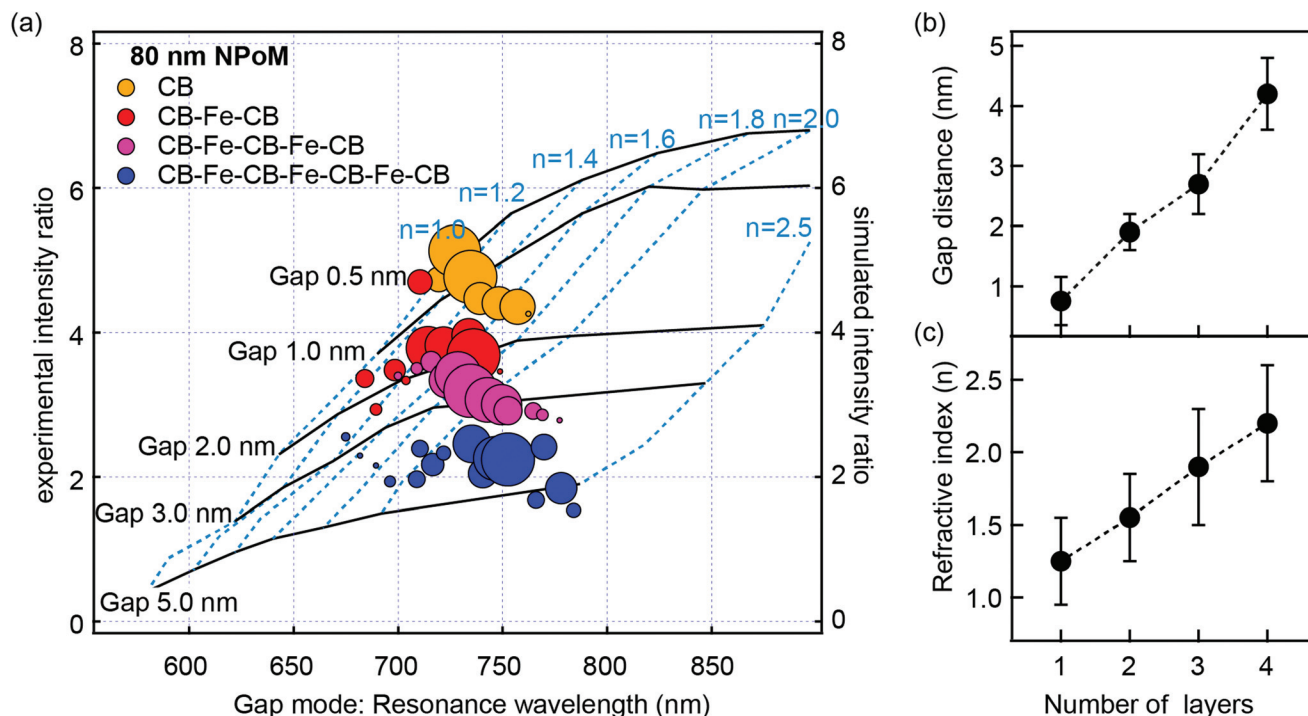 (a)
8
6
4
2
0
experimental intensity ratio
80 nm NPoM
CB
CB-Fe-CB
CB-Fe-CB-Fe-CB
CB-Fe-CB-Fe-CB-Fe-CB
n=1.0
n=1.2
n=1.4
n=1.6
n=1.8
n=2.0
n=2.5
Gap 0.5 nm
Gap 1.0 nm
Gap 2.0 nm
Gap 3.0 nm
Gap 5.0 nm
8
6
4
2
0
simulated intensity ratio
600 650 700 750 800 850
Gap mode: Resonance wavelength (nm)
(b)
5
4
3
2
1
Gap distance (nm)
(c)
2.5
2.0
1.5
1.0
Refractive index (n)
1 2 3 4
Number of layers